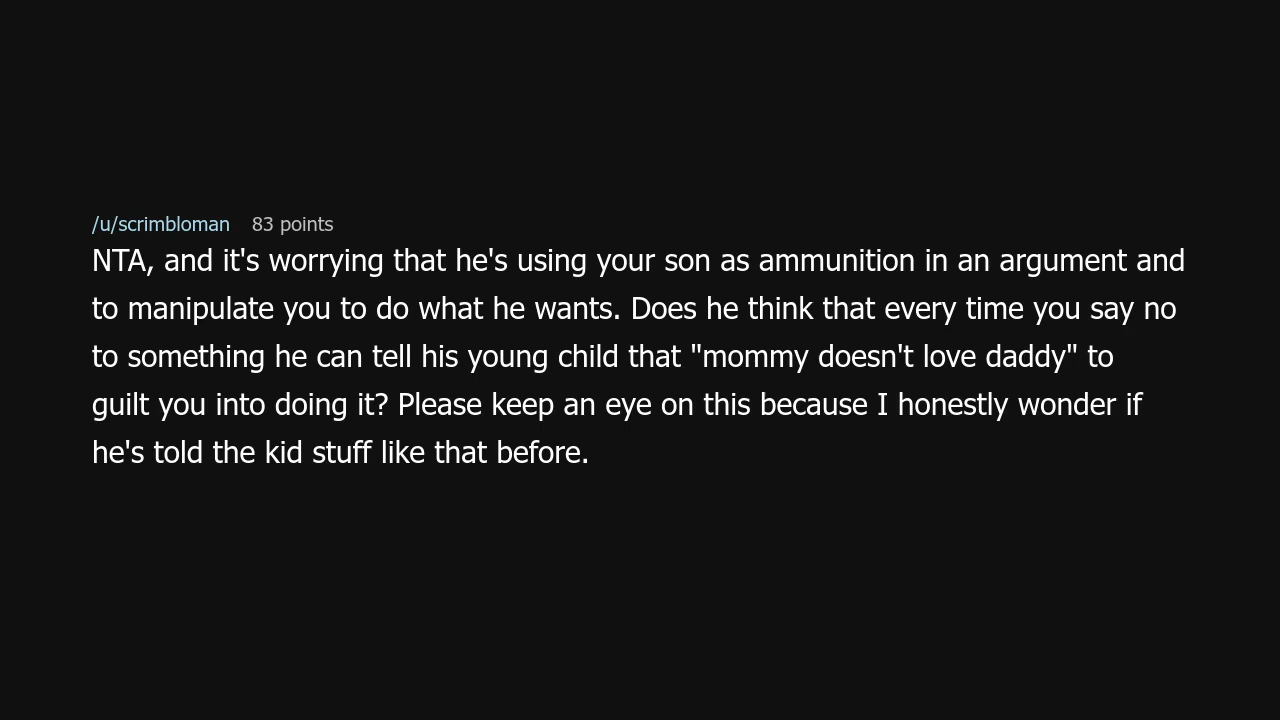 /u/scrimbloman 83 points
NTA, and it's worrying that he's using your son as ammunition in an argument and
to manipulate you to do what he wants. Does he think that every time you say no
to something he can tell his young child that "mommy doesn't love daddy" to
guilt you into doing it? Please keep an eye on this because I honestly wonder if
he's told the kid stuff like that before.